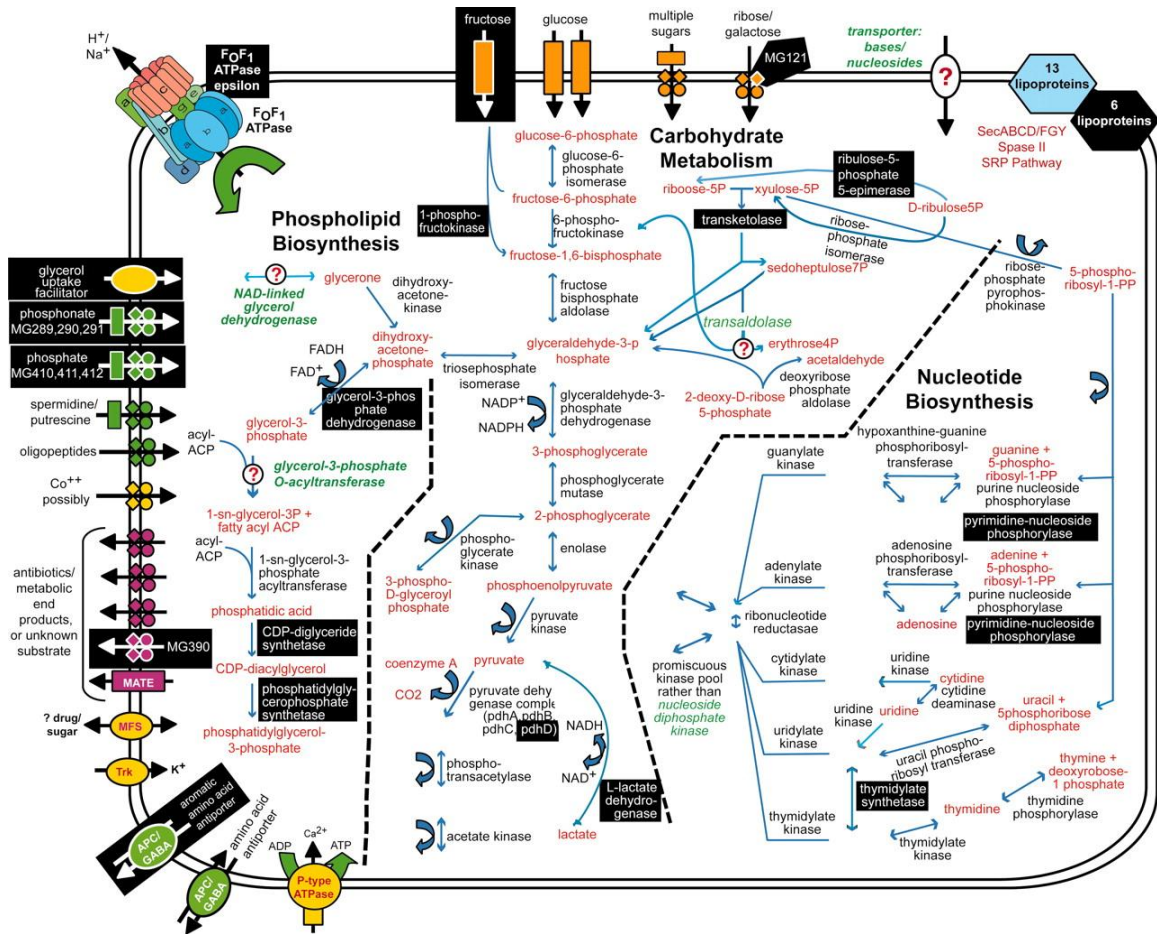 H+/
Na+
FOF1
ATPase
epsilon
FOF1
ATPase
a
c
c
c
g
e
b
a
b
a
d
d
fructose
glucose
multiple
sugars
ribose/
galactose
MG121
transporter:
bases/
nucleosides
?
13
lipoproteins
6
lipoproteins
SecABCD/FGY
Spase II
SRP Pathway
Carbohydrate
Metabolism
glucose-6-phosphate
glucose-6-
phosphate
isomerase
fructose-6-phosphate
1-phospho-
fructokinase
6-phospho-
fructokinase
fructose-1,6-bisphosphate
fructose
bisphosphate
aldolase
riboose-5P
xyulose-5P
transketolase
ribulose-5-
phosphate
5-epimerase
D-ribulose5P
ribose-
phosphate
isomerase
sedoheptulose7P
ribose-
phosphate
pyrophos-
phokinase
5-phospho-
ribosyl-1-PP
transaldolase
?
erythrose4P
acetaldehyde
deoxyribose
phosphate
aldolase
2-deoxy-D-ribose
5-phosphate
glyceraldehyde-3-p
hosphate
triosephosphate
isomerase
NADP+
NADPH
glyceraldehyde-3-
phosphate
dehydrogenase
3-phosphoglycerate
phosphoglycerate
mutase
2-phosphoglycerate
phospho-
glycerate
kinase
enolase
3-phospho-
D-glyceroyl
phosphate
phosphoenolpyruvate
pyruvate
kinase
coenzyme A
CO2
pyruvate
pyruvate dehy
genase comple
(pdhA,pdhB,
pdhC, pdhD)
NADH
NAD+
L-lactate
dehydro-
genase
phospho-
transacetylase
acetate kinase
lactate
Phospholipid
Biosynthesis
?
NAD-linked
glycerol
dehydrogenase
glycerone
dihydroxy-
acetone-
kinase
dihydroxy-
acetone-
phosphate
FADH
FAD+
glycerol-3-phos
phate
dehydrogenase
glycerol-3-
phosphate
acyl-
ACP
?
glycerol-3-phosphate
O-acyltransferase
1-sn-glycerol-3P +
fatty acyl ACP
acyl-
ACP
1-sn-glycerol-3-
phosphate
acyltransferase
phosphatidic acid
CDP-diglyceride
synthetase
CDP-diacylglycerol
phosphatidylgly-
cerophosphate
synthetase
phosphatidylglycerol-
3-phosphate
glycerol
uptake
facilitator
phosphonate
MG289,290,291
phosphate
MG410,411,412
spermidine/
putrescine
oligopeptides
Co++
possibly
antibiotics/
metabolic
end
products,
or unknown
substrate
MG390
MATE
? drug/
sugar
MFS
Trk
K+
aromatic
amino acid
antiporter
APC/
GABA
amino acid
antiporter
APC/
GABA
ADP
Ca2+
ATP
P-type
ATPase
Nucleotide
Biosynthesis
guanylate
kinase
hypoxanthine-guanine
phosphoribosyl-
transferase
guanine +
5-phospho-
ribosyl-1-PP
purine nucleoside
phosphorylase
pyrimidine-nucleoside
phosphorylase
adenylate
kinase
adenosine
phosphoribosyl-
transferase
adenine +
5-phospho-
ribosyl-1-PP
purine nucleoside
phosphorylase
adenosine
pyrimidine-nucleoside
phosphorylase
ribonucleotide
reductasae
promiscuous
kinase pool
rather than
nucleoside
diphosphate
kinase
cytidylate
kinase
uridine
kinase
cytidine
cytidine
deaminase
uridine
kinase
uridine
uracil +
5phosphoribose
diphosphate
uridylate
kinase
uracil phospho-
ribosyl transferase
thymidylate
synthetase
thymine +
deoxyrobose-
1 phosphate
thymidine
thymidine
phosphorylase
thymidylate
kinase
thymidylate
kinase